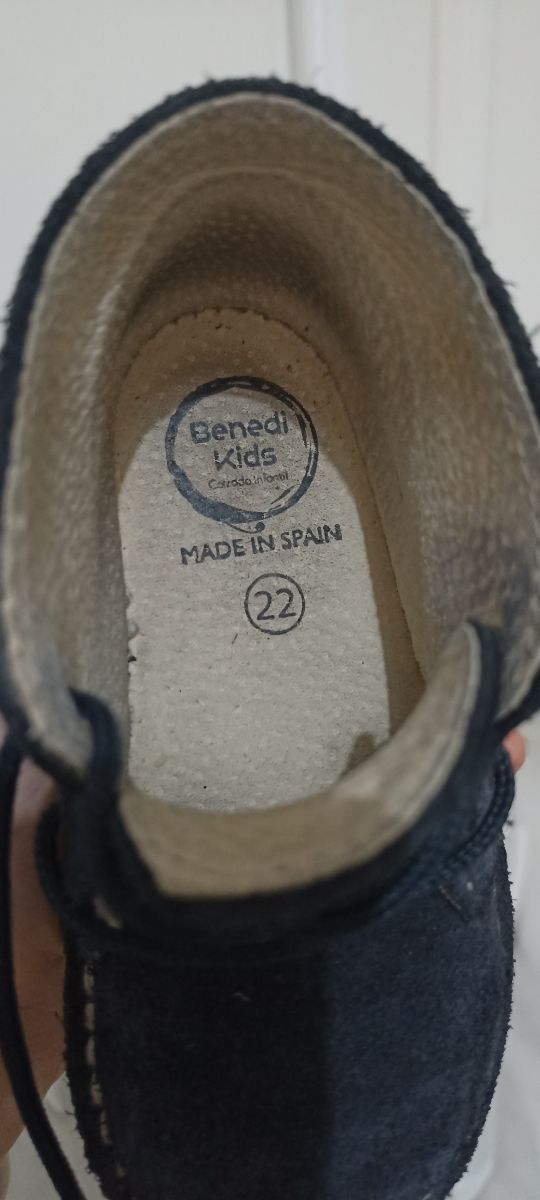 Benedi
Kids
Calzado Infantil
MADE IN SPAIN
22